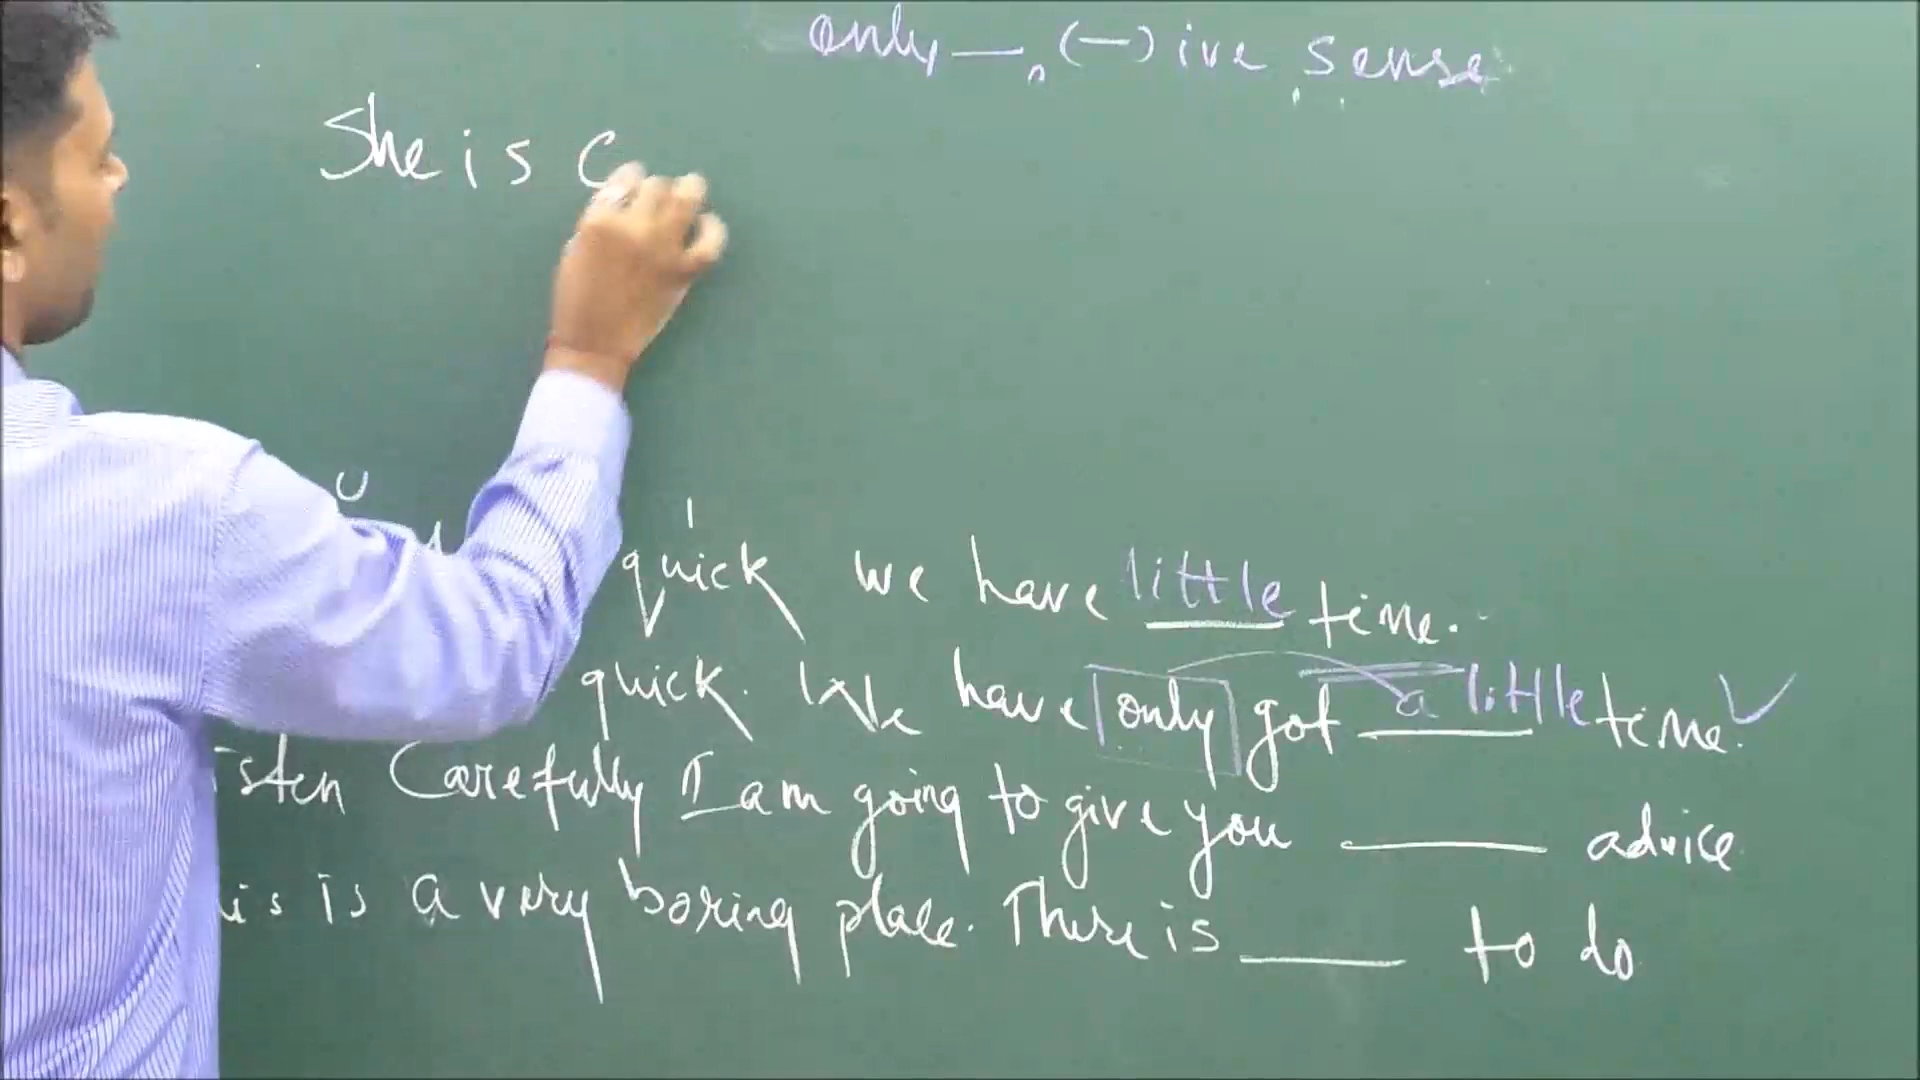 only — (—) ive sense
She is C
quick we have little time.
quick. We have only got a little time. ✓
isten Carefully I am going to give you ______ advice
is is a very boring place. There is ______ to do